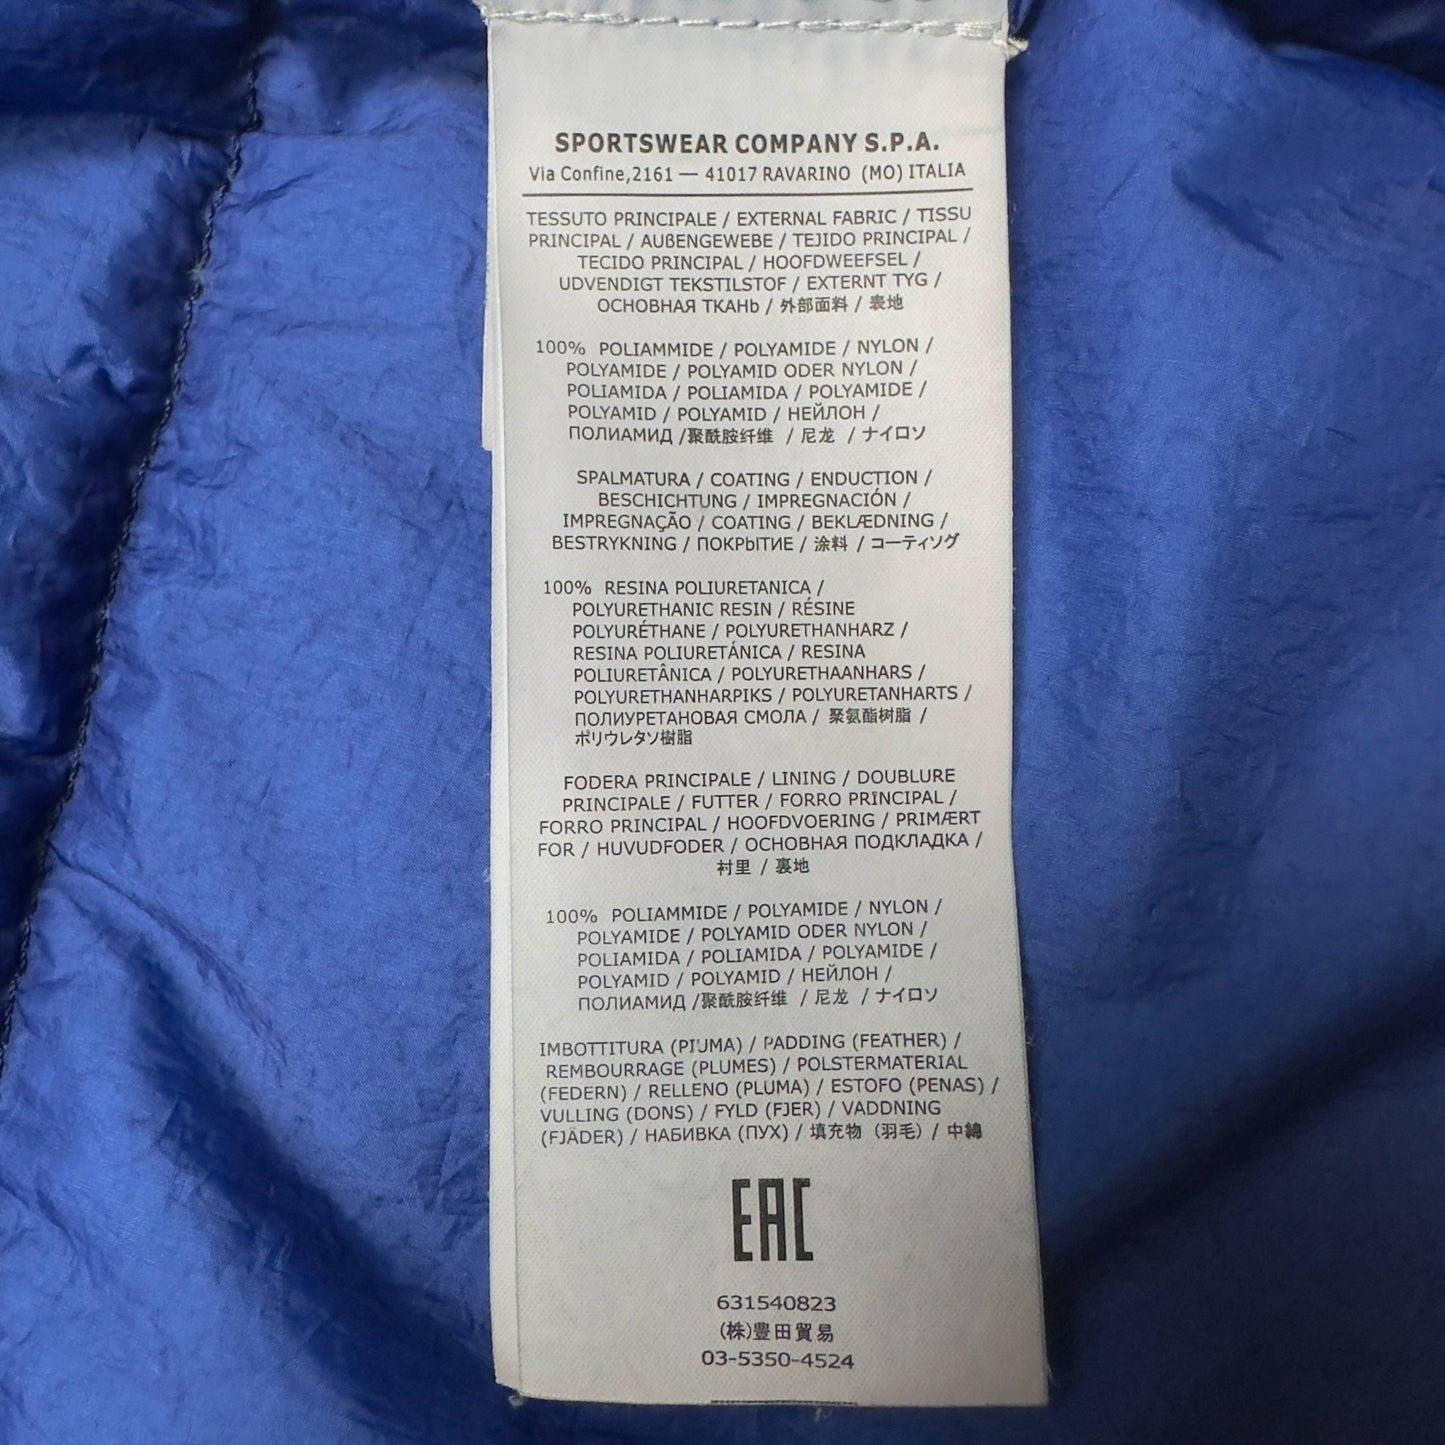 SPORTSWEAR COMPANY S.P.A.
Via Confine,2161 — 41017 RAVARINO (MO) ITALIA
TESSUTO PRINCIPALE / EXTERNAL FABRIC / TISSU
PRINCIPAL / AUßENGEWEBE / TEJIDO PRINCIPAL /
TECIDO PRINCIPAL / HOOFDWEEFSEL /
UDVENDIGT TEKSTILSTOF / EXTERNT TYG /
ОСНОВНАЯ ТКАНЬ / 外部面料 / 表地
100% POLIAMMIDE / POLYAMIDE / NYLON /
POLYAMIDE / POLYAMID ODER NYLON /
POLIAMIDA / POLIAMIDA / POLYAMIDE /
POLYAMID / POLYAMID / НЕЙЛОН /
ПОЛИАМИД /聚酰胺纤维 / 尼龙 / ナイロソ
SPALMATURA / COATING / ENDUCTION /
BESCHICHTUNG / IMPREGNACIÓN /
IMPREGNAÇÃO / COATING / BEKLÆDNING /
BESTRYKNING / ПОКРЫТИЕ / 涂料 / コーティソグ
100% RESINA POLIURETANICA /
POLYURETHANIC RESIN / RÉSINE
POLYURÉTHANE / POLYURETHANHARZ /
RESINA POLIURETÁNICA / RESINA
POLIURETÂNICA / POLYURETHAANHARS /
POLYURETHANHARPIKS / POLYURETANHARTS /
ПОЛИУРЕТАНОВАЯ СМОЛА / 聚氨酯树脂 /
ポリウレタソ樹脂
FODERA PRINCIPALE / LINING / DOUBLURE
PRINCIPALE / FUTTER / FORRO PRINCIPAL /
FORRO PRINCIPAL / HOOFDVOERING / PRIMÆRT
FOR / HUVUDFODER / ОСНОВНАЯ ПОДКЛАДКА /
衬里 / 裏地
100% POLIAMMIDE / POLYAMIDE / NYLON /
POLYAMIDE / POLYAMID ODER NYLON /
POLIAMIDA / POLIAMIDA / POLYAMIDE /
POLYAMID / POLYAMID / НЕЙЛОН /
ПОЛИАМИД /聚酰胺纤维 / 尼龙 / ナイロソ
IMBOTTITURA (PIUMA) / PADDING (FEATHER) /
REMBOURRAGE (PLUMES) / POLSTERMATERIAL
(FEDERN) / RELLENO (PLUMA) / ESTOFO (PENAS) /
VULLING (DONS) / FYLD (FJER) / VADDNING
(FJÄDER) / НАБИВКА (ПУХ) / 填充物（羽毛）/ 中綿
EAC
631540823
(株)豊田貿易
03-5350-4524